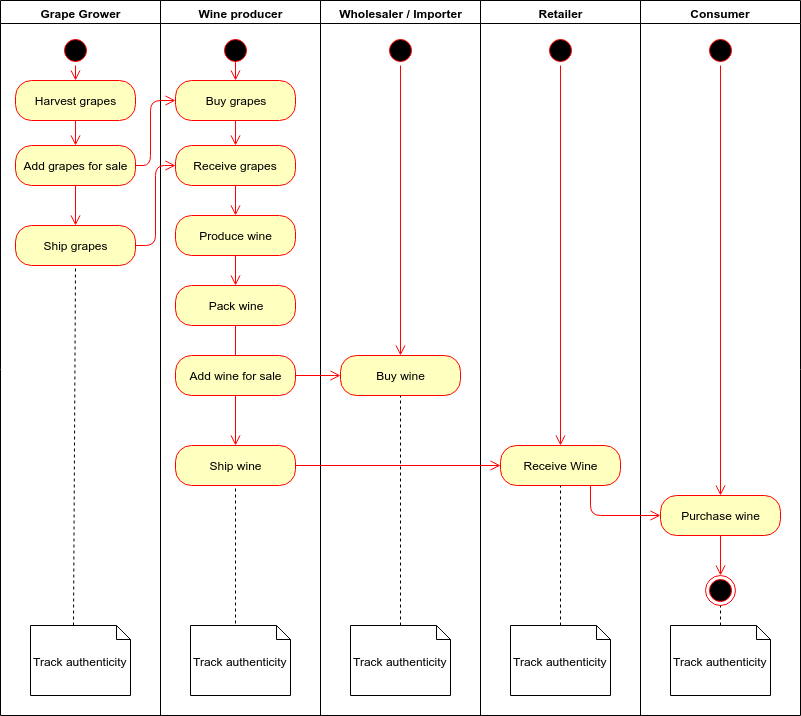 Grape Grower
Wine producer
Wholesaler / Importer
Retailer
Consumer
Harvest grapes
Buy grapes
Add grapes for sale
Receive grapes
Ship grapes
Produce wine
Pack wine
Add wine for sale
Buy wine
Ship wine
Receive Wine
Purchase wine
Track authenticity
Track authenticity
Track authenticity
Track authenticity
Track authenticity